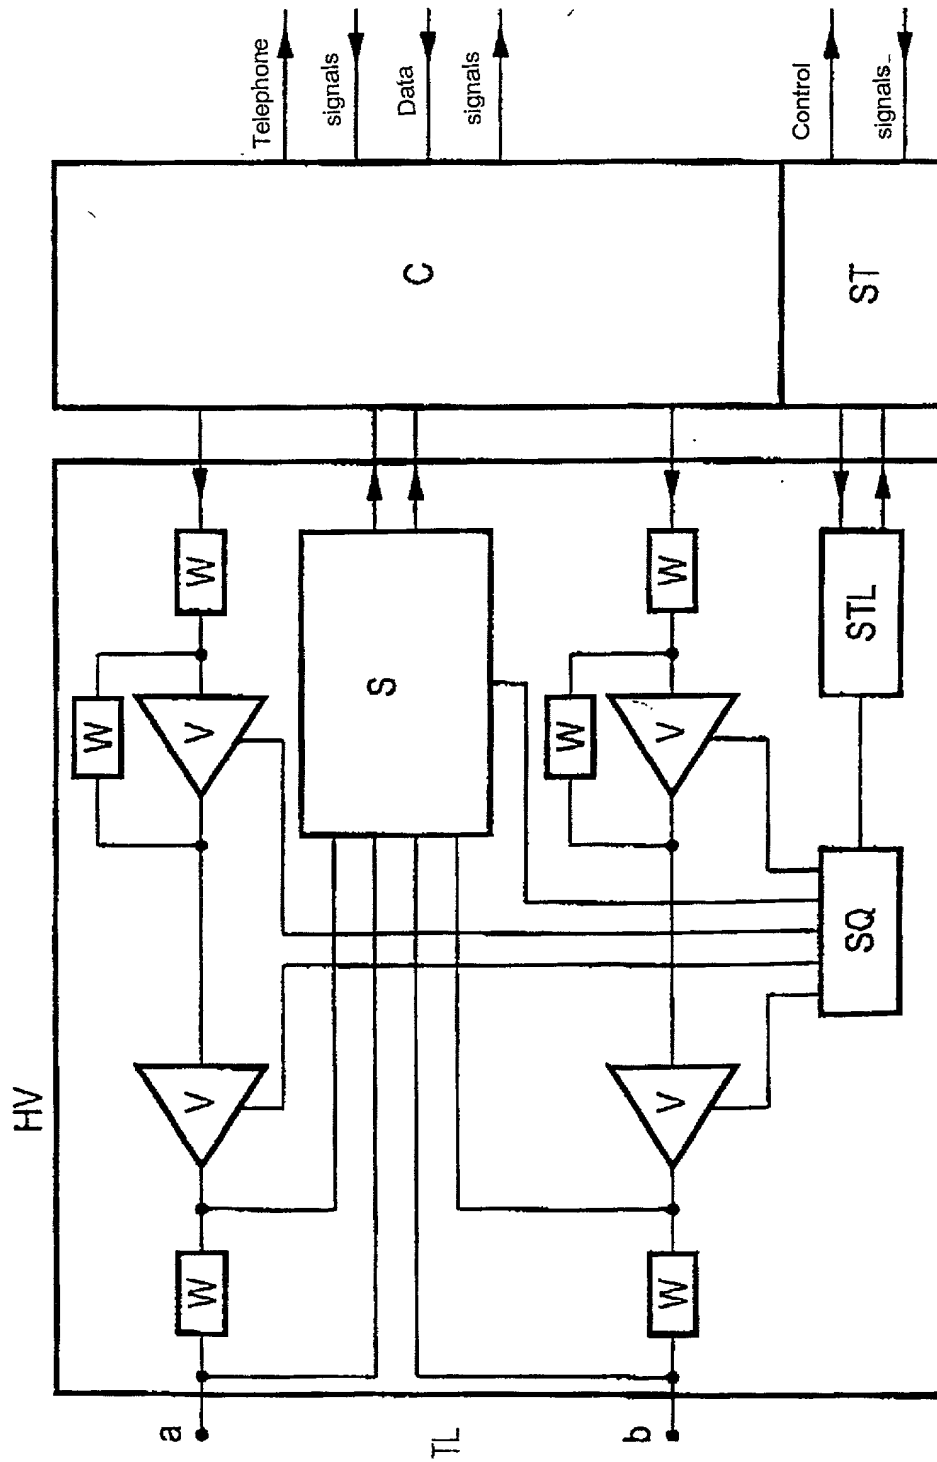 HV
Telephone
signals
Data
signals
Control
signals
C
ST
W
W
V
V
W
a
S
TL
W
W
V
V
W
b
STL
SQ